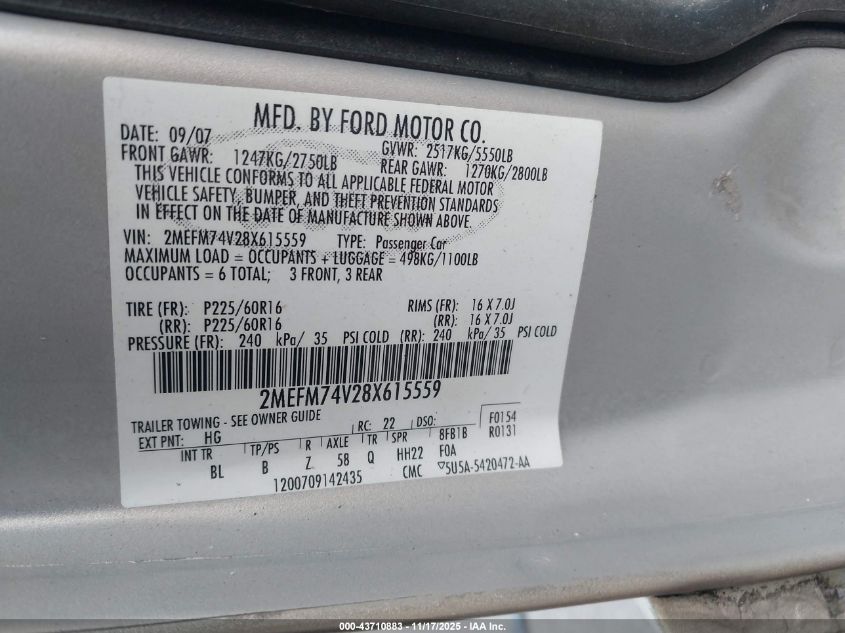 MFD. BY FORD MOTOR CO.
DATE: 09/07 GVWR: 2517KG/5550LB
FRONT GAWR: 1247KG/2750LB REAR GAWR: 1270KG/2800LB
THIS VEHICLE CONFORMS TO ALL APPLICABLE FEDERAL MOTOR
VEHICLE SAFETY, BUMPER, AND THEFT PREVENTION STANDARDS
IN EFFECT ON THE DATE OF MANUFACTURE SHOWN ABOVE.
VIN: 2MEFM74V28X615559 TYPE: Passenger Car
MAXIMUM LOAD = OCCUPANTS + LUGGAGE = 498KG/1100LB
OCCUPANTS = 6 TOTAL; 3 FRONT, 3 REAR
TIRE (FR): P225/60R16 RIMS (FR): 16 X 7.0J
(RR): P225/60R16 (RR): 16 X 7.0J
PRESSURE (FR): 240 kPa/ 35 PSI COLD (RR): 240 kPa/ 35 PSI COLD
2MEFM74V28X615559
TRAILER TOWING - SEE OWNER GUIDE
EXT PNT: HG RC: 22 DSO: F0154
INT TR TP/PS R AXLE TR SPR 8FB1B R0131
BL B Z 58 Q HH22 FOA
1200709142435 CMC ▽5U5A-5420472-AA
000-43710883 - 11/17/2025 - IAA Inc.